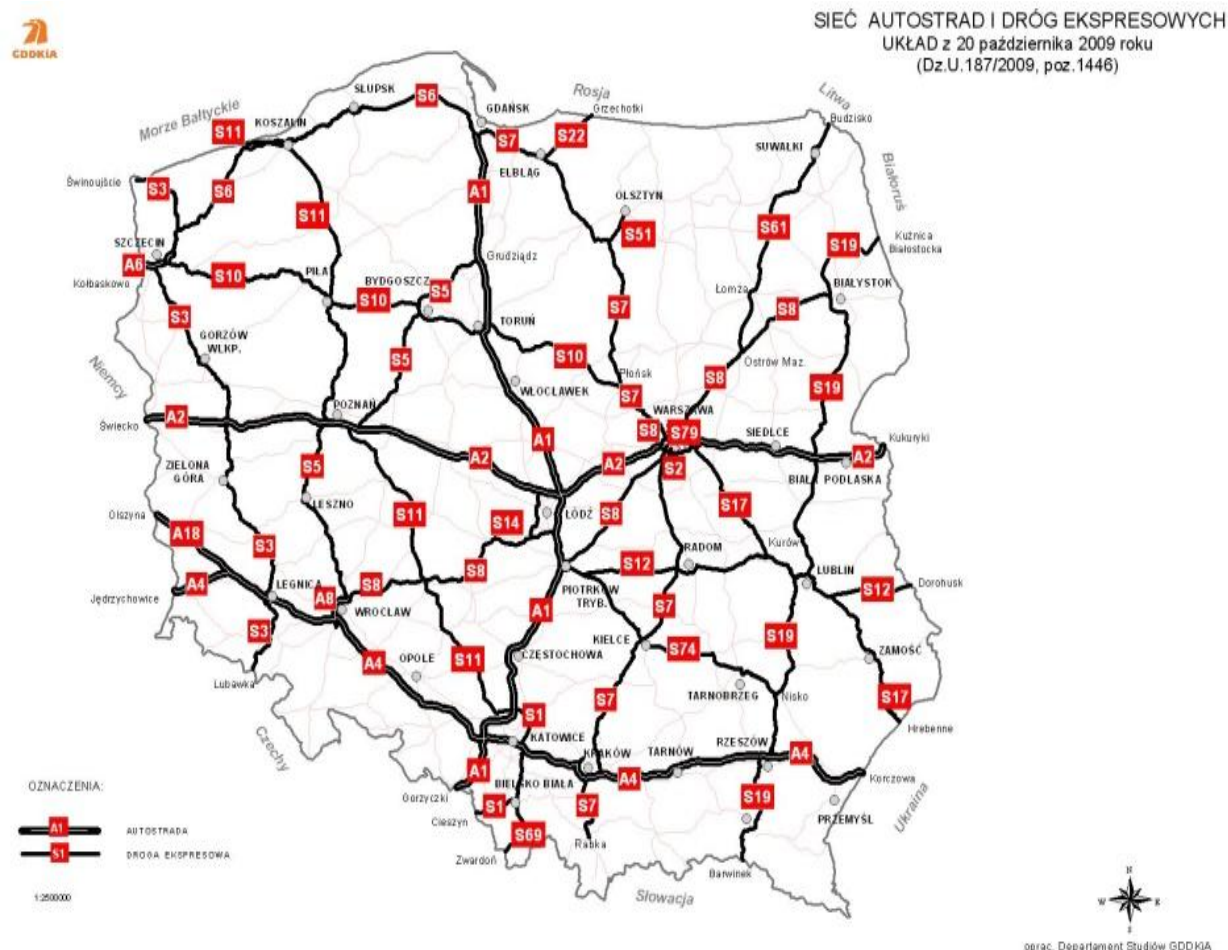 GDDKiA
SIEĆ AUTOSTRAD I DRÓG EKSPRESOWYCH
UKŁAD z 20 października 2009 roku
(Dz.U.187/2009, poz.1446)
Morze Bałtyckie
Rosja
Litwa
SŁUPSK
S6
GDAŃSK
Grzechotki
Budzisko
S11
KOSZALIN
S7
S22
SUWAŁKI
Białoruś
ELBLĄG
Świnoujście
S3
S6
A1
OLSZTYN
S11
S51
S61
S19
Kuźnica
Białostocka
SZCZECIN
A6
Kołbaskowo
S10
Grudziądz
PIŁA
BYDGOSZCZ
S10
S5
Łomża
BIAŁYSTOK
S3
S7
S8
TORUŃ
GORZÓW
WLKP.
S5
S10
Ostrów Maz.
Niemcy
Płońsk
S8
WŁOCŁAWEK
S7
S19
POZNAŃ
WARSZAWA
Świecko
A2
S8
S79
A1
SIEDLCE
Kukuryki
A2
A2
S2
A2
ZIELONA
GÓRA
S5
BIAŁA PODLASKA
LESZNO
S17
Olszyna
S11
S14
ŁÓDŹ
S8
A18
S3
Kurów
RADOM
S12
S8
LUBLIN
A4
LEGNICA
S12
Dorohusk
Jędrzychowice
A8
S8
PIOTRKÓW
TRYB.
WROCŁAW
A1
S7
S3
KIELCE
S19
S74
ZAMOŚĆ
A4
OPOLE
S11
CZĘSTOCHOWA
Lubawka
TARNOBRZEG
Nisko
S17
S7
Czechy
S1
Hrebenne
KATOWICE
KRAKÓW
TARNÓW
RZESZÓW
A4
A1
A4
Korczowa
OZNACZENIA:
Gorzyczki
BIELSKO BIAŁA
S1
S7
S19
Ukraina
Cieszyn
PRZEMYŚL
A1
AUTOSTRADA
S69
S1
DROGA EKSPRESOWA
Zwardoń
Rabka
Barwinek
1:2500000
Słowacja
N
W
E
S
oprac. Departament Studiów GDDKiA